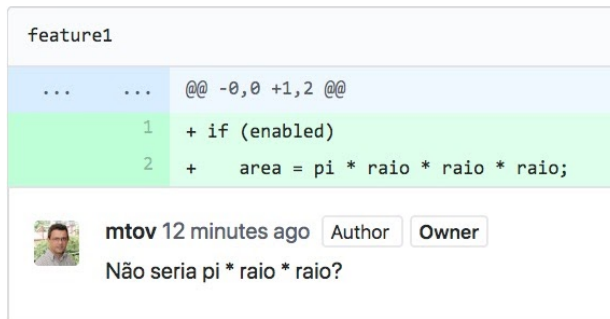 feature1
... ... @@ -0,0 +1,2 @@
1 + if (enabled)
2 + area = pi * raio * raio * raio;
mtov 12 minutes ago Author Owner
Não seria pi * raio * raio?